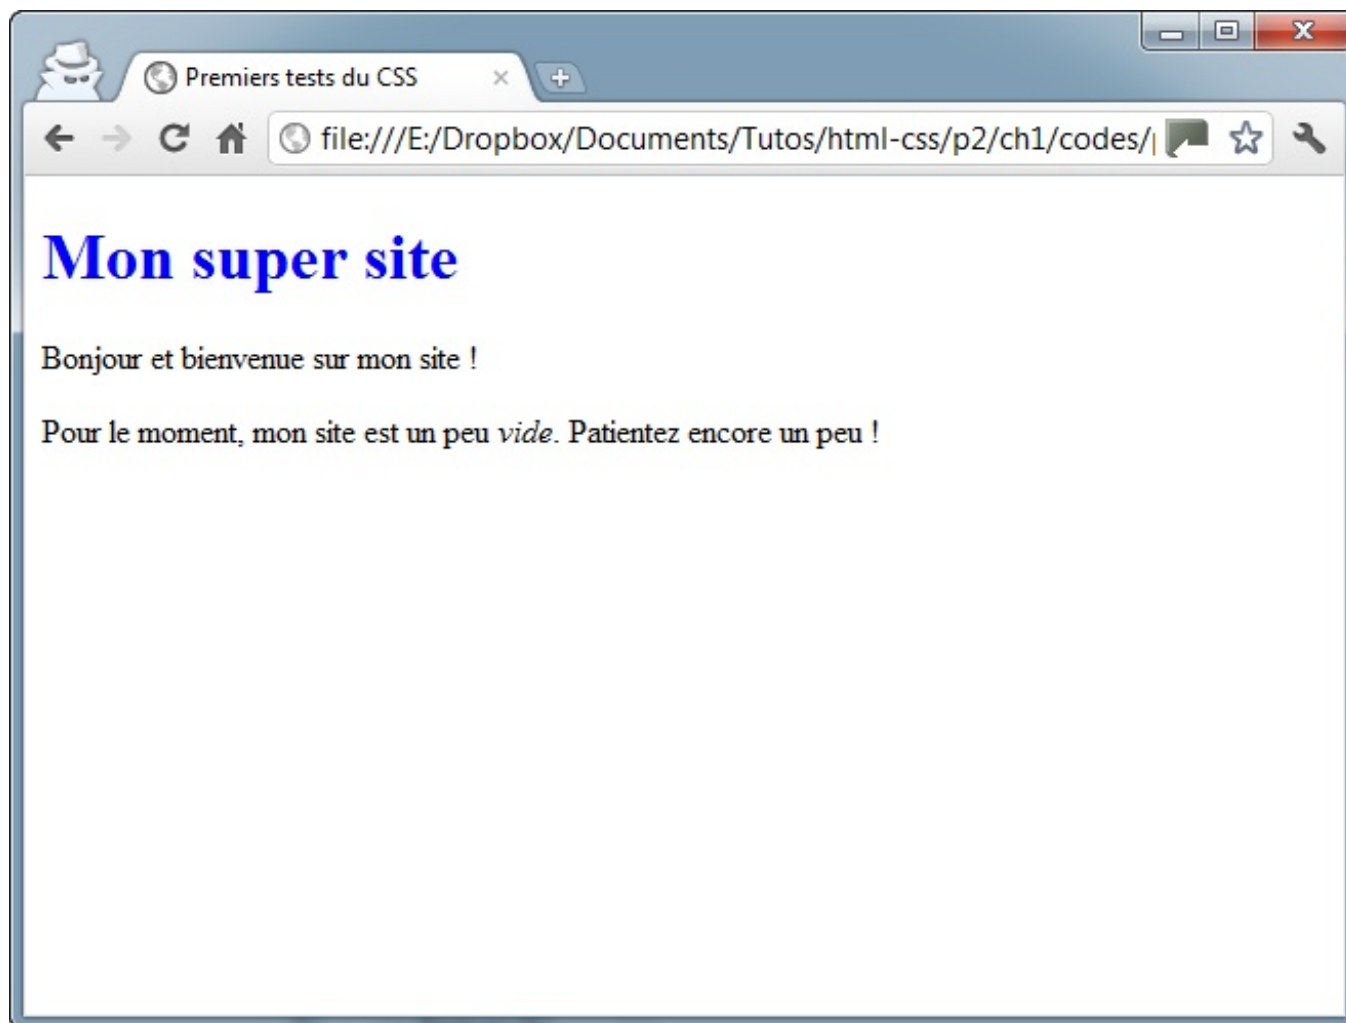 Premiers tests du CSS
file:///E:/Dropbox/Documents/Tutos/html-css/p2/ch1/codes/
Mon super site
Bonjour et bienvenue sur mon site !
Pour le moment, mon site est un peu vide. Patientez encore un peu !